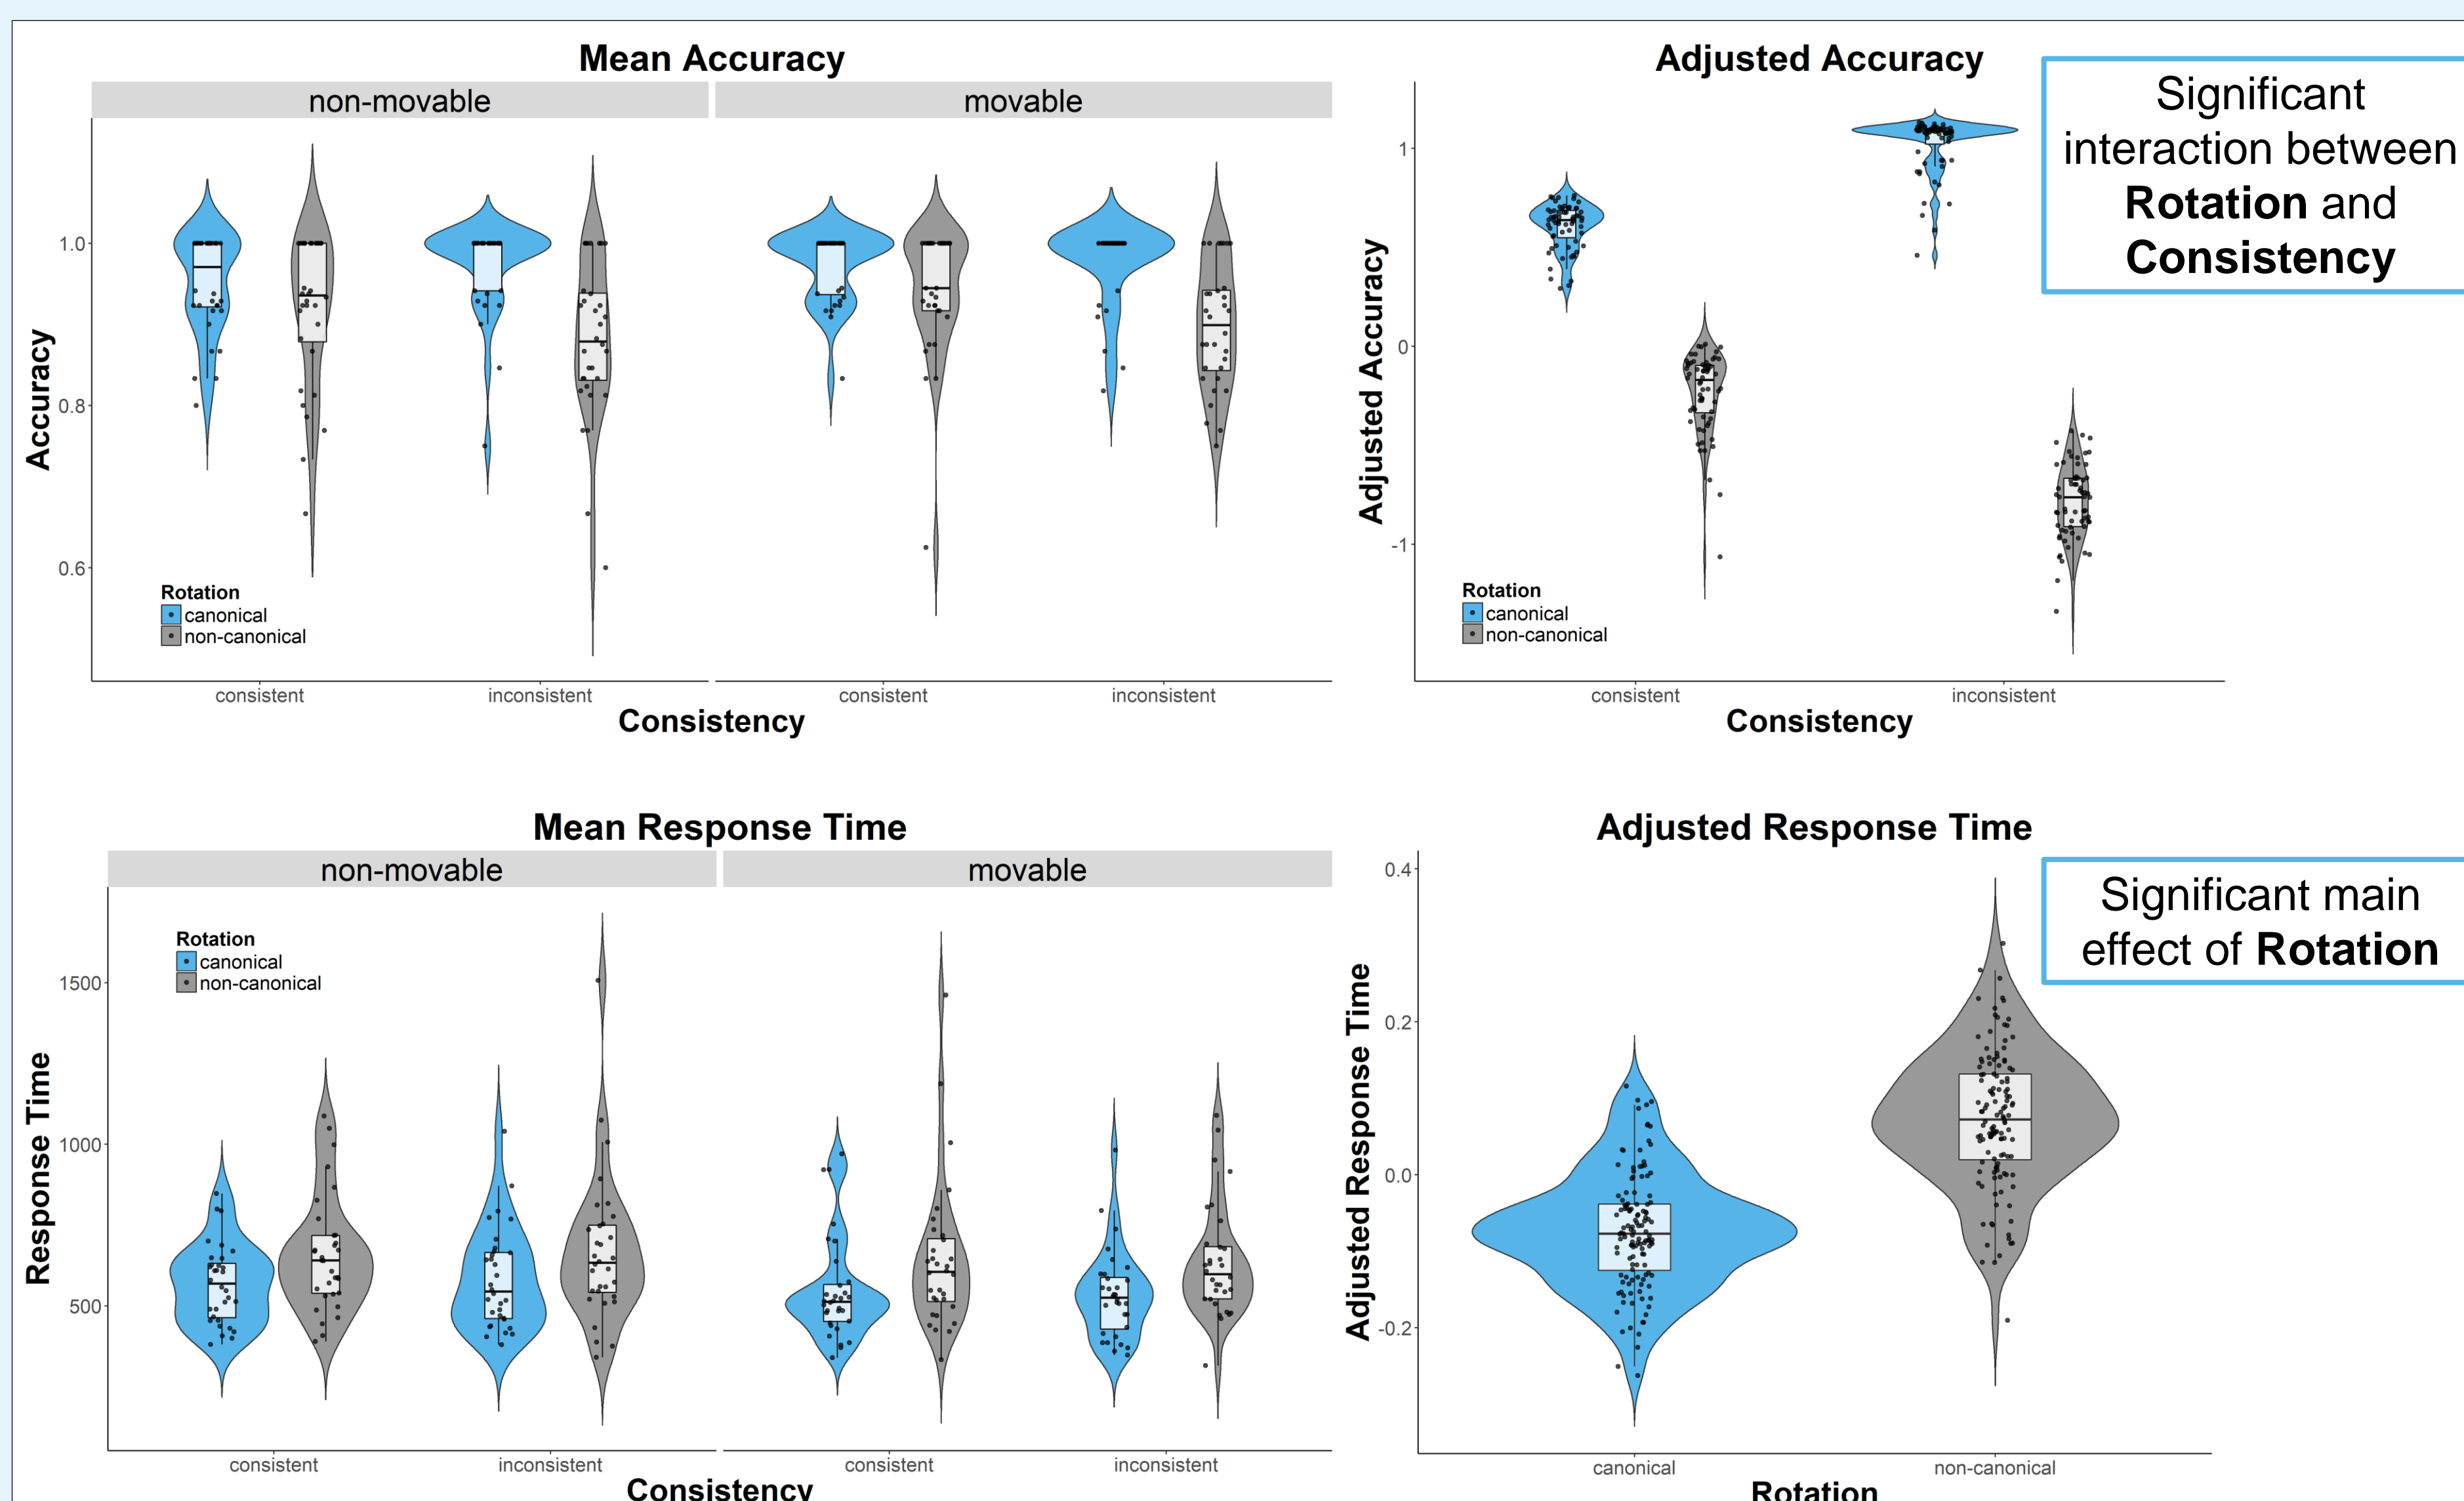 Mean Accuracy
non-movable
movable
Accuracy
1.0
0.8
0.6
Rotation
canonical
non-canonical
consistent
inconsistent
consistent
inconsistent
Consistency
Adjusted Accuracy
Adjusted Accuracy
1
0
-1
Rotation
canonical
non-canonical
consistent
inconsistent
Consistency
Significant
interaction between
Rotation and
Consistency
Mean Response Time
non-movable
movable
Response Time
1500
1000
500
Rotation
canonical
non-canonical
consistent
inconsistent
consistent
inconsistent
Consistency
Adjusted Response Time
Adjusted Response Time
0.4
0.2
0.0
-0.2
canonical
non-canonical
Rotation
Significant main
effect of Rotation